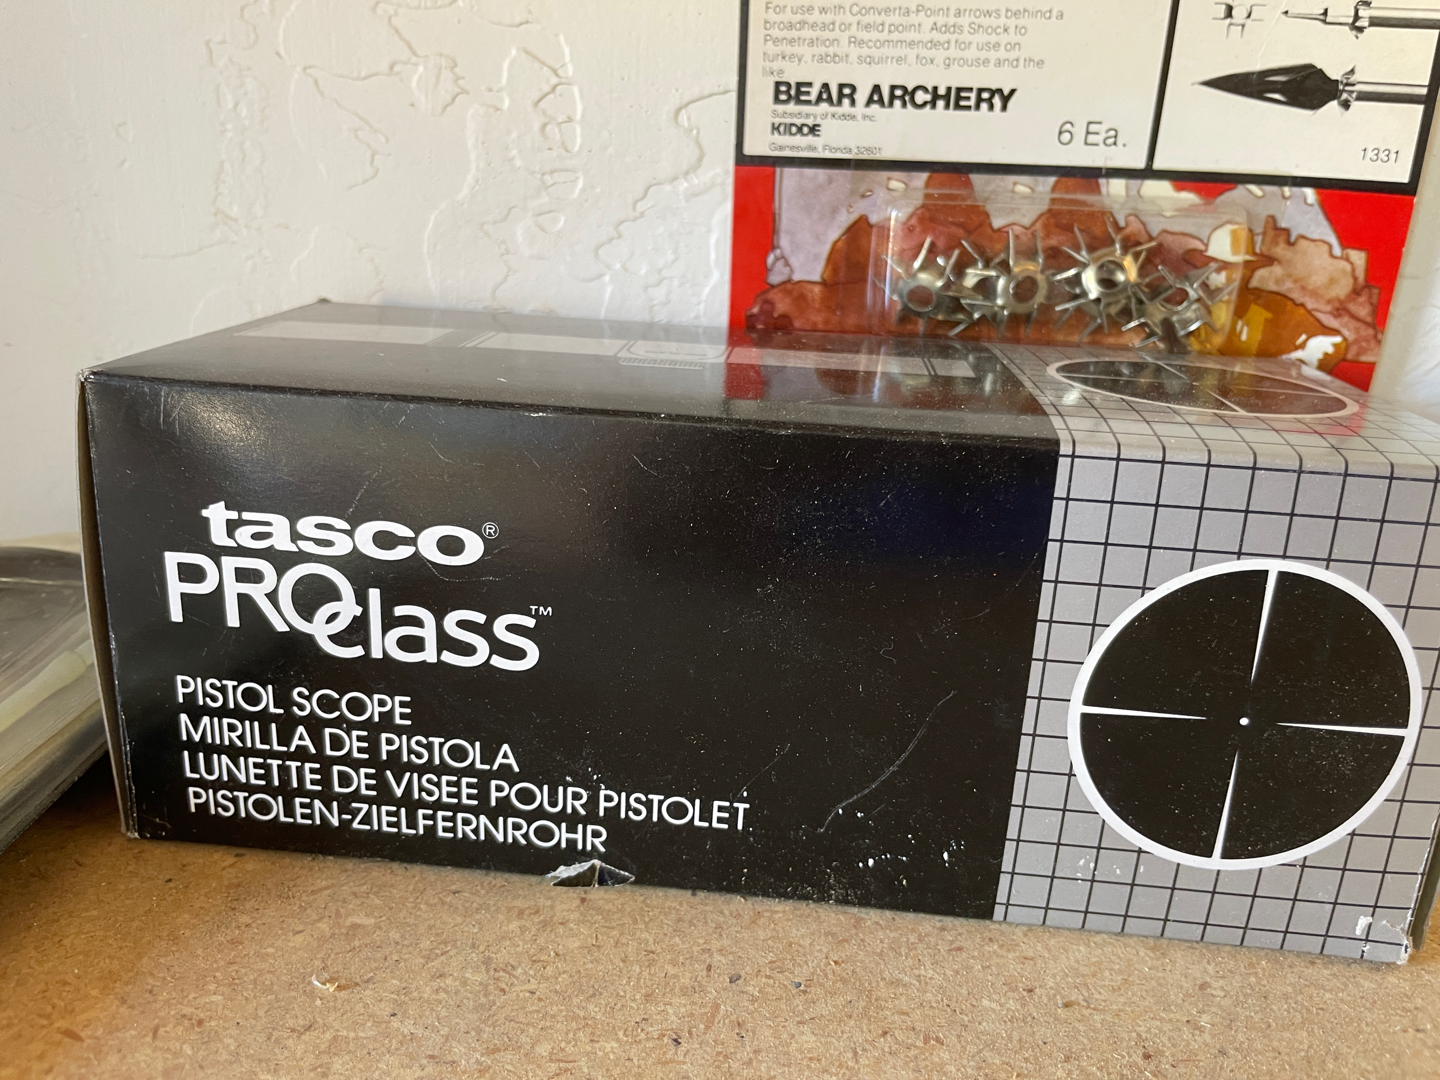 For use with Converta-Point arrows behind a
broadhead or field point. Adds Shock to
Penetration. Recommended for use on
turkey, rabbit, squirrel, fox, grouse and the
like.
BEAR ARCHERY
Subsidiary of Kidde, Inc.
KIDDE
Gainesville, Florida 32601
6 Ea.
1331
tasco®
PROclass™
PISTOL SCOPE
MIRILLA DE PISTOLA
LUNETTE DE VISEE POUR PISTOLET
PISTOLEN-ZIELFERNROHR